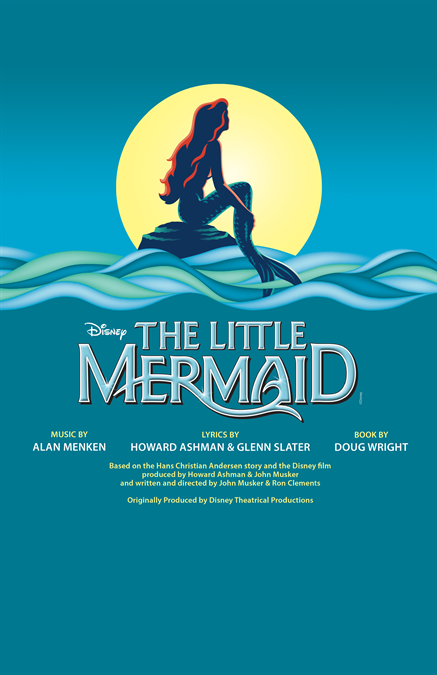 Disney
THE LITTLE
MERMAID
©Disney
MUSIC BY
ALAN MENKEN
LYRICS BY
HOWARD ASHMAN & GLENN SLATER
BOOK BY
DOUG WRIGHT
Based on the Hans Christian Andersen story and the Disney film
produced by Howard Ashman & John Musker
and written and directed by John Musker & Ron Clements
Originally Produced by Disney Theatrical Productions